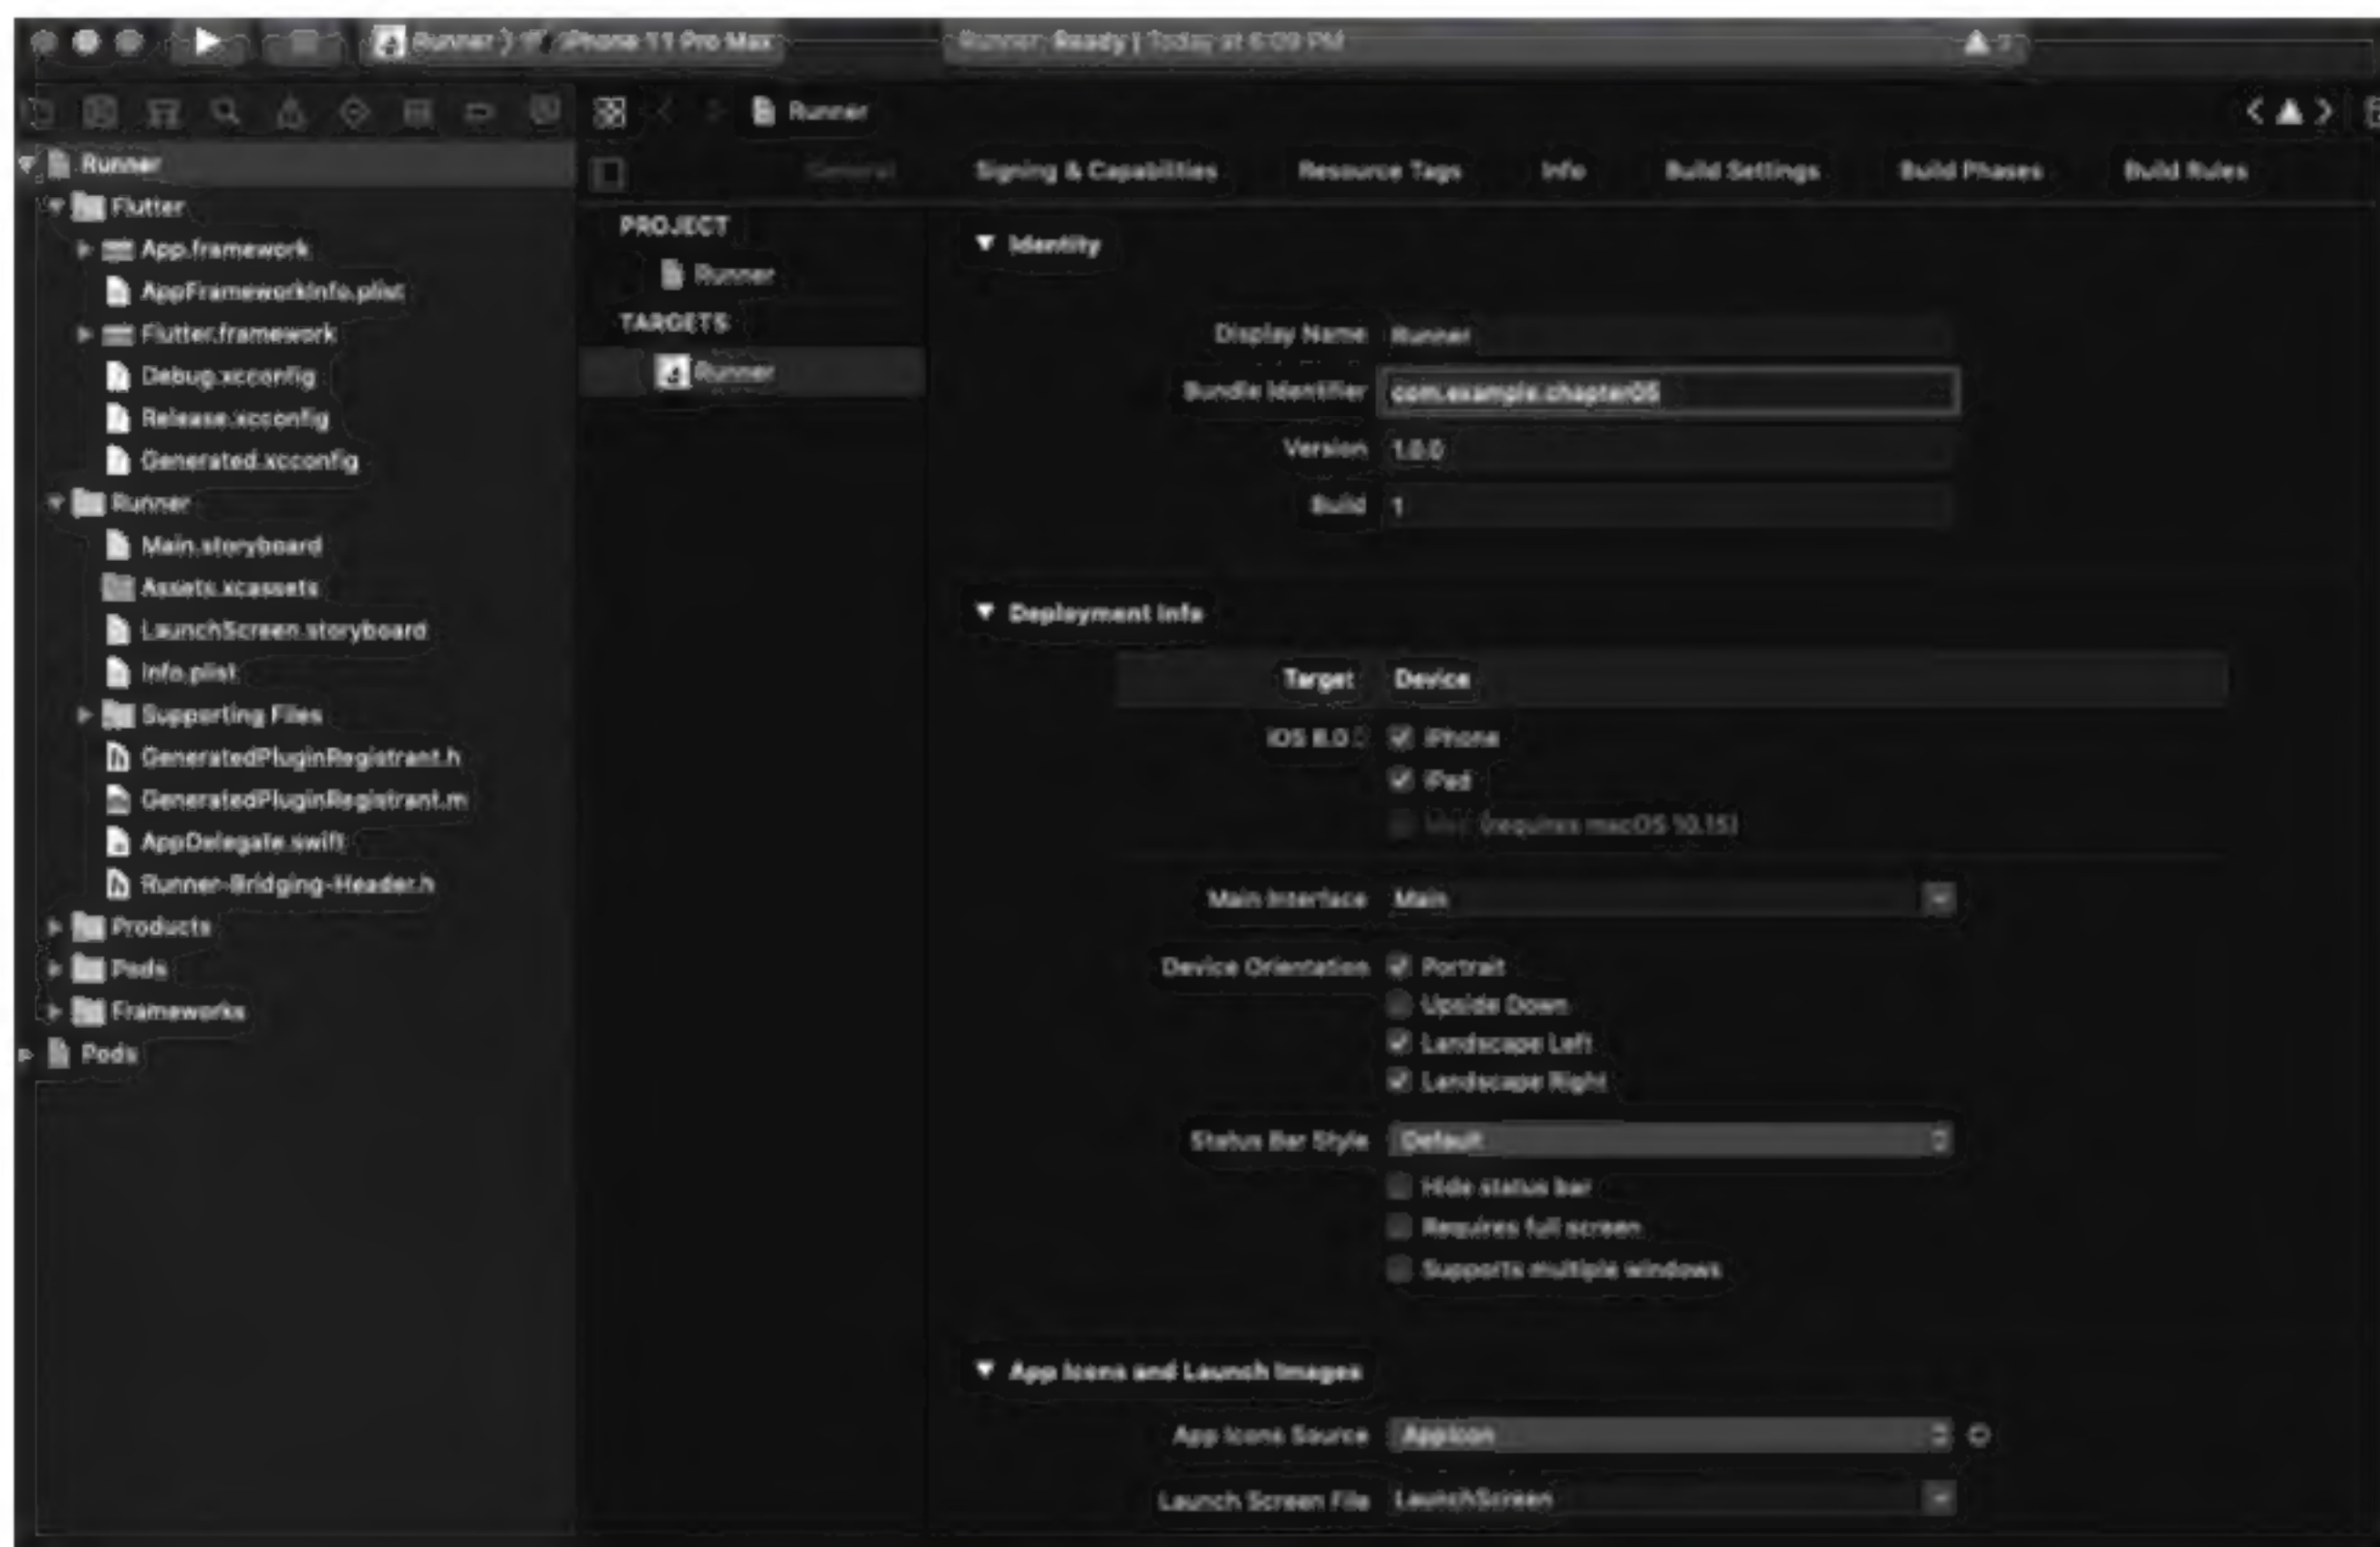 Runner iPhone 11 Pro Max
Runner: Ready | Today at 6:09 PM
Runner
Runner
Flutter
App.framework
AppFrameworkInfo.plist
Flutter.framework
Debug.xcconfig
Release.xcconfig
Generated.xcconfig
Runner
Main.storyboard
Assets.xcassets
LaunchScreen.storyboard
Info.plist
Supporting Files
GeneratedPluginRegistrant.h
GeneratedPluginRegistrant.m
AppDelegate.swift
Runner-Bridging-Header.h
Products
Pods
Frameworks
Pods
General Signing & Capabilities Resource Tags Info Build Settings Build Phases Build Rules
PROJECT
Runner
TARGETS
Runner
Identity
Display Name Runner
Bundle Identifier com.example.chapter05
Version 1.0.0
Build 1
Deployment Info
Target Device
iOS 8.0 iPhone
iPad
Mac (requires macOS 10.15)
Main Interface Main
Device Orientation Portrait
Upside Down
Landscape Left
Landscape Right
Status Bar Style Default
Hide status bar
Requires full screen
Supports multiple windows
App Icons and Launch Images
App Icons Source AppIcon
Launch Screen File LaunchScreen